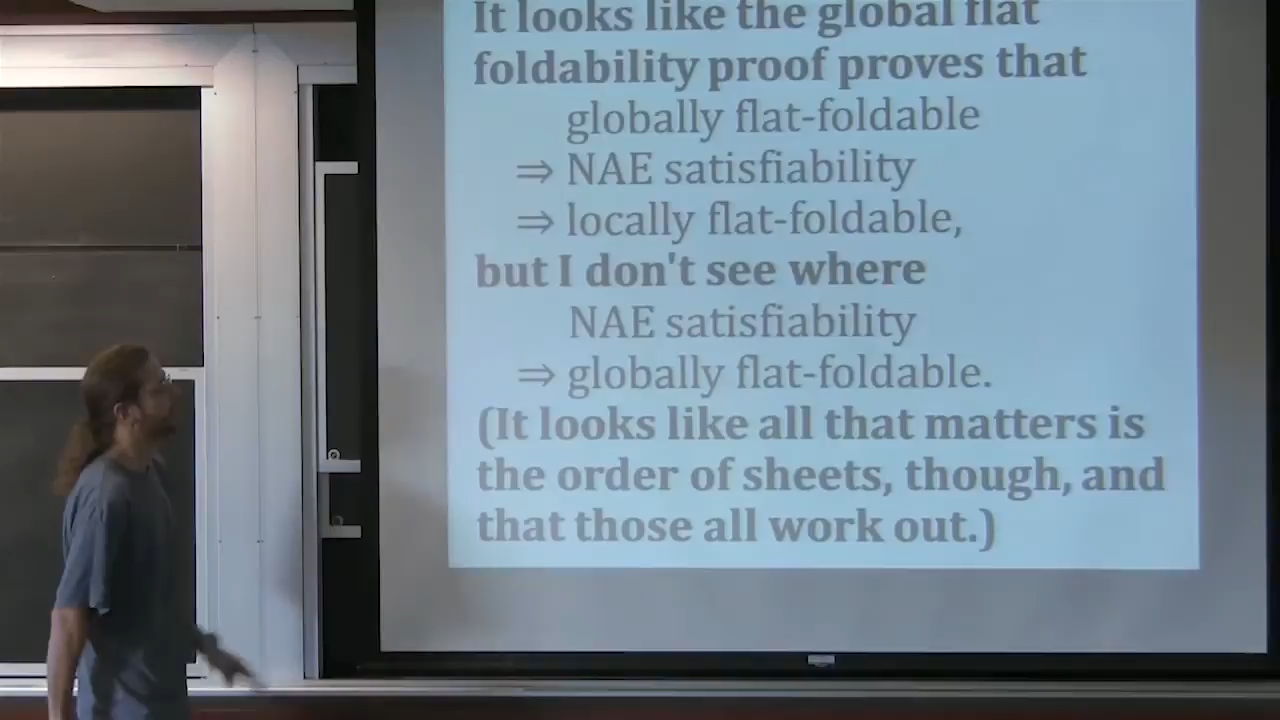 It looks like the global flat
foldability proof proves that
globally flat-foldable
⇒ NAE satisfiability
⇒ locally flat-foldable,
but I don't see where
NAE satisfiability
⇒ globally flat-foldable.
(It looks like all that matters is
the order of sheets, though, and
that those all work out.)